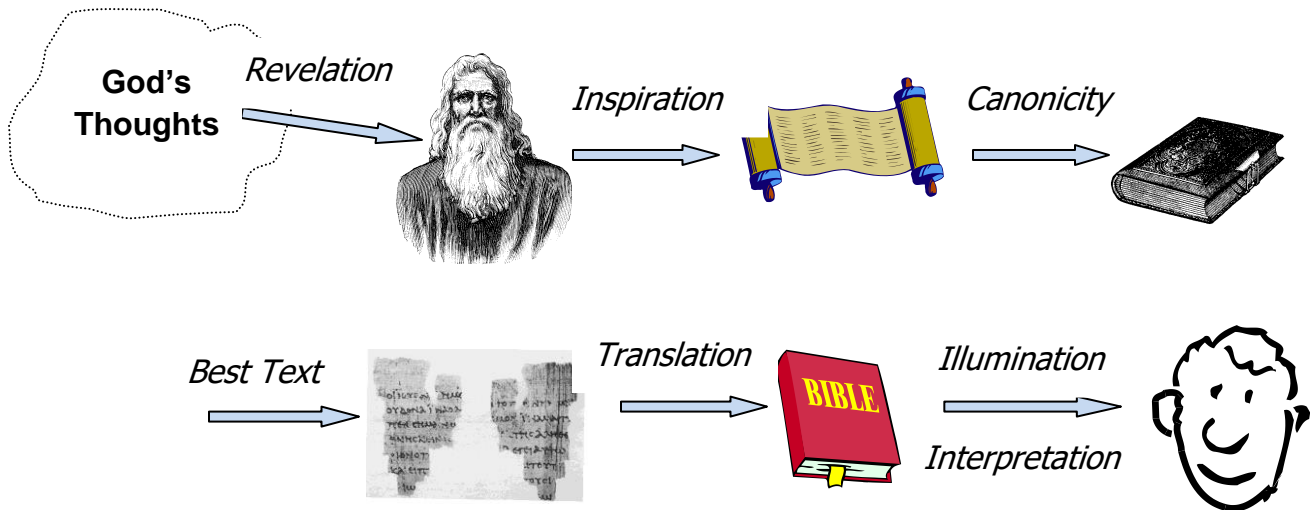 God’s
Thoughts
Revelation
Inspiration
Canonicity
Best Text
Translation
BIBLE
Illumination
Interpretation